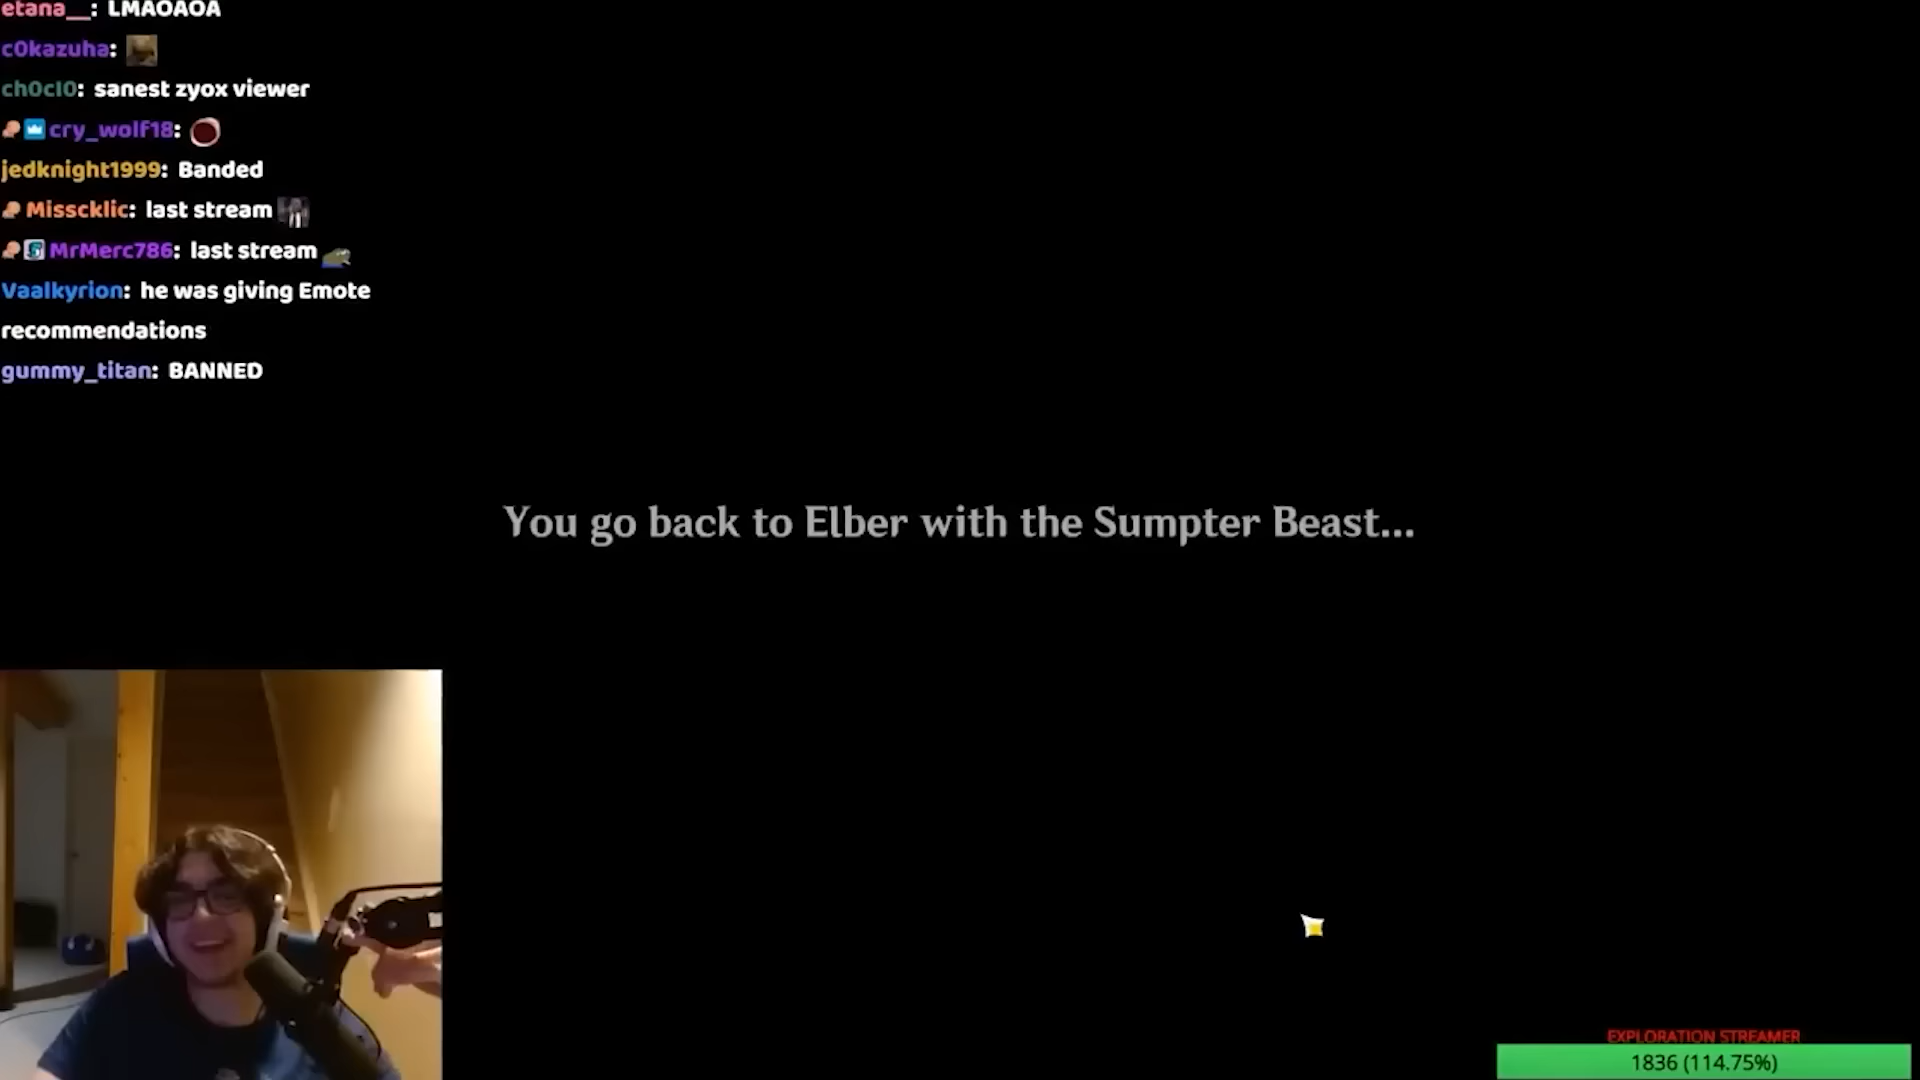 etana__: LMAOAOA
c0kazuha:
ch0cl0: sanest zyox viewer
cry_wolf18:
jedknight1999: Banded
Misscklic: last stream
MrMerc786: last stream
Vaalkyrion: he was giving Emote
recommendations
gummy_titan: BANNED
You go back to Elber with the Sumpter Beast...
EXPLORATION STREAMER
1836 (114.75%)